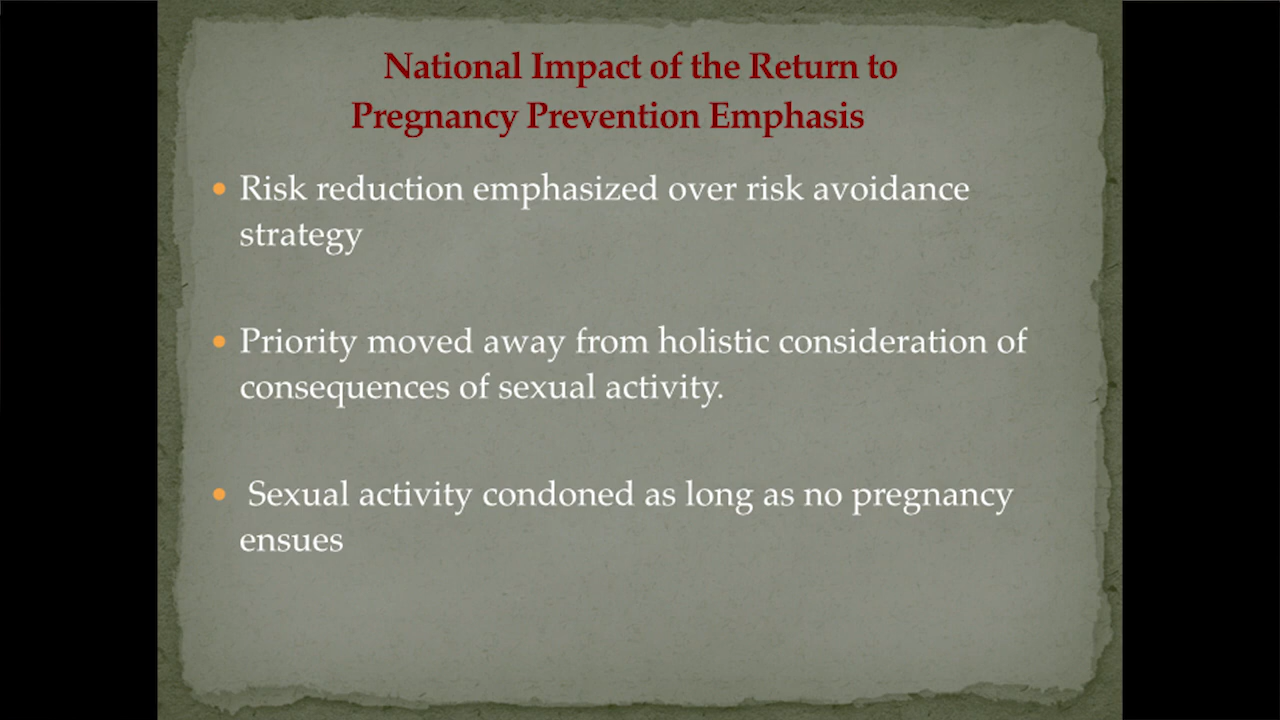 National Impact of the Return to
Pregnancy Prevention Emphasis
• Risk reduction emphasized over risk avoidance
strategy
• Priority moved away from holistic consideration of
consequences of sexual activity.
• Sexual activity condoned as long as no pregnancy
ensues